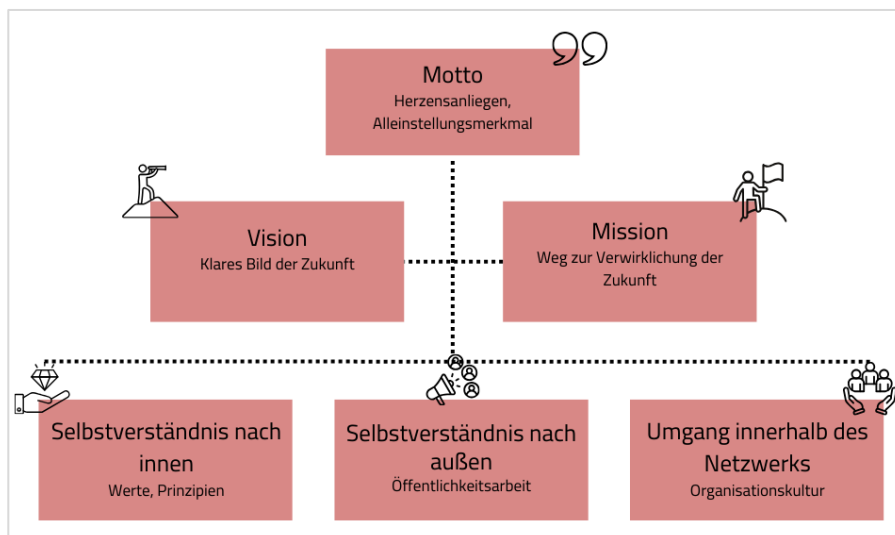 Motto
Herzensanliegen,
Alleinstellungsmerkmal
Vision
Klares Bild der Zukunft
Mission
Weg zur Verwirklichung der
Zukunft
Selbstverständnis nach
innen
Werte, Prinzipien
Selbstverständnis nach
außen
Öffentlichkeitsarbeit
Umgang innerhalb des
Netzwerks
Organisationskultur